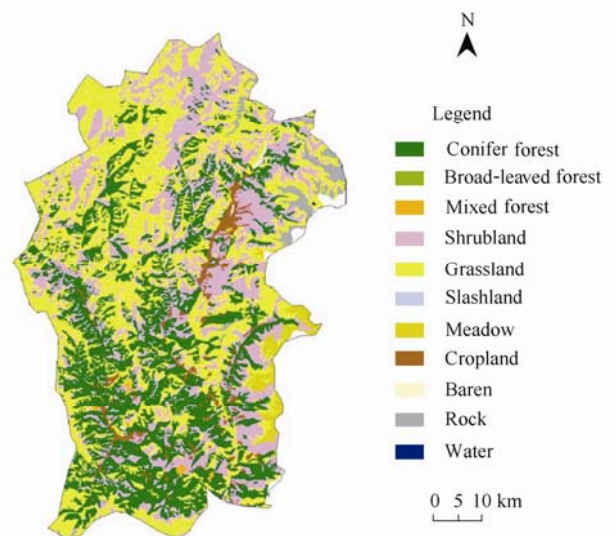 N
Legend
Conifer forest
Broad-leaved forest
Mixed forest
Shrubland
Grassland
Slashland
Meadow
Cropland
Baren
Rock
Water
0 5 10 km